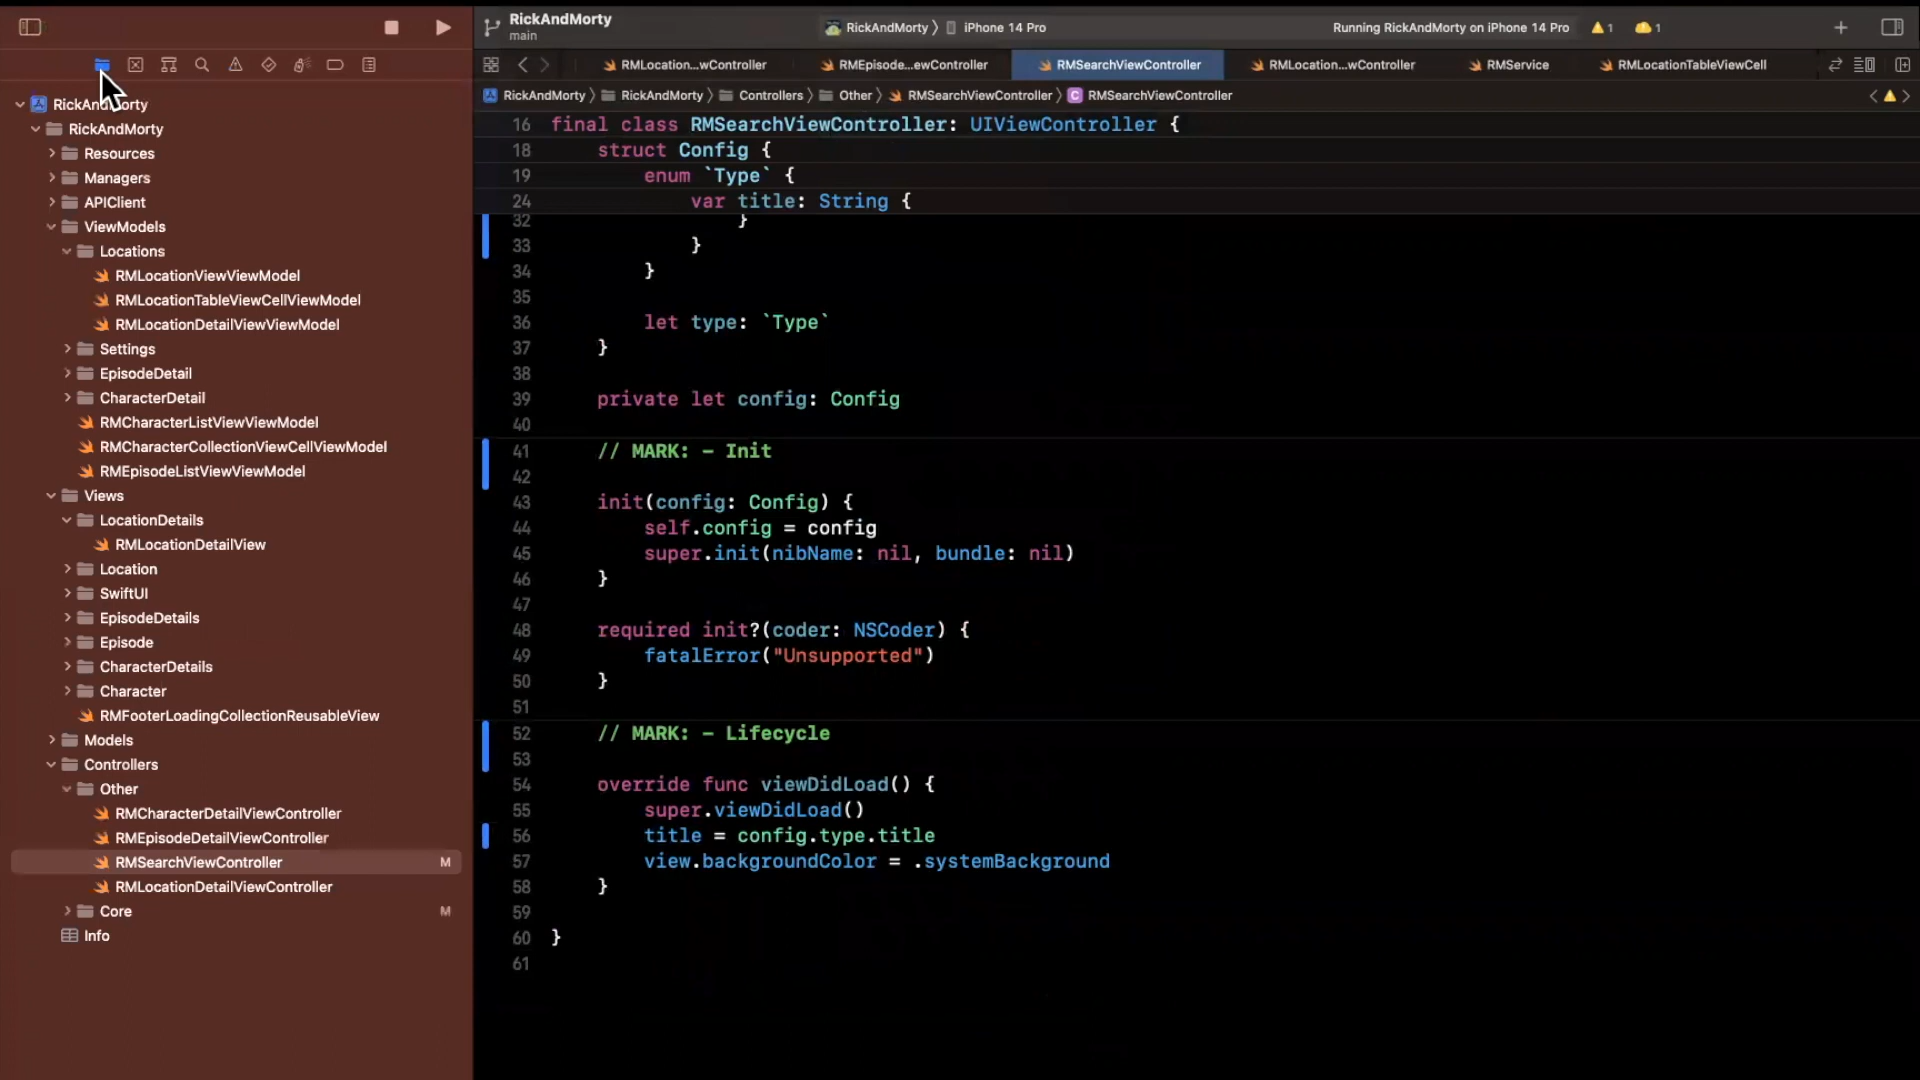 RickAndMorty
main
RickAndMorty
iPhone 14 Pro
Running RickAndMorty on iPhone 14 Pro
1
1
RMLocation...wController
RMEpisode...ewController
RMSearchViewController
RMLocation...wController
RMService
RMLocationTableViewCell
RickAndMorty
RickAndMorty
Controllers
Other
RMSearchViewController
RMSearchViewController
RickAndMorty
RickAndMorty
Resources
Managers
APIClient
ViewModels
Locations
RMLocationViewViewModel
RMLocationTableViewCellViewModel
RMLocationDetailViewViewModel
Settings
EpisodeDetail
CharacterDetail
RMCharacterListViewViewModel
RMCharacterCollectionViewCellViewModel
RMEpisodeListViewViewModel
Views
LocationDetails
RMLocationDetailView
Location
SwiftUI
EpisodeDetails
Episode
CharacterDetails
Character
RMFooterLoadingCollectionReusableView
Models
Controllers
Other
RMCharacterDetailViewController
RMEpisodeDetailViewController
RMSearchViewController M
RMLocationDetailViewController
Core M
Info
16 final class RMSearchViewController: UIViewController {
18 struct Config {
19 enum `Type` {
24 var title: String {
32 }
33 }
34 }
35
36 let type: `Type`
37 }
38
39 private let config: Config
40
41 // MARK: - Init
42
43 init(config: Config) {
44 self.config = config
45 super.init(nibName: nil, bundle: nil)
46 }
47
48 required init?(coder: NSCoder) {
49 fatalError("Unsupported")
50 }
51
52 // MARK: - Lifecycle
53
54 override func viewDidLoad() {
55 super.viewDidLoad()
56 title = config.type.title
57 view.backgroundColor = .systemBackground
58 }
59
60 }
61